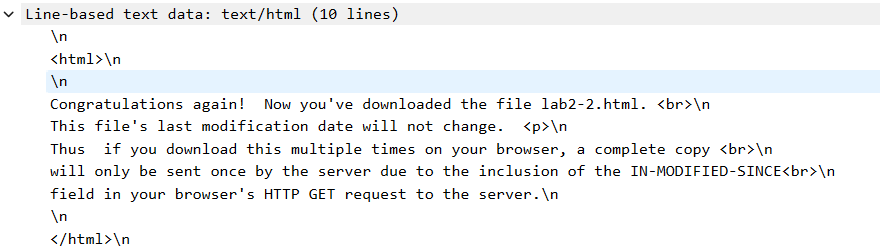 Line-based text data: text/html (10 lines)
\n
<html>\n
\n
Congratulations again!  Now you've downloaded the file lab2-2.html. <br>\n
This file's last modification date will not change.  <p>\n
Thus  if you download this multiple times on your browser, a complete copy <br>\n
will only be sent once by the server due to the inclusion of the IN-MODIFIED-SINCE<br>\n
field in your browser's HTTP GET request to the server.\n
\n
</html>\n